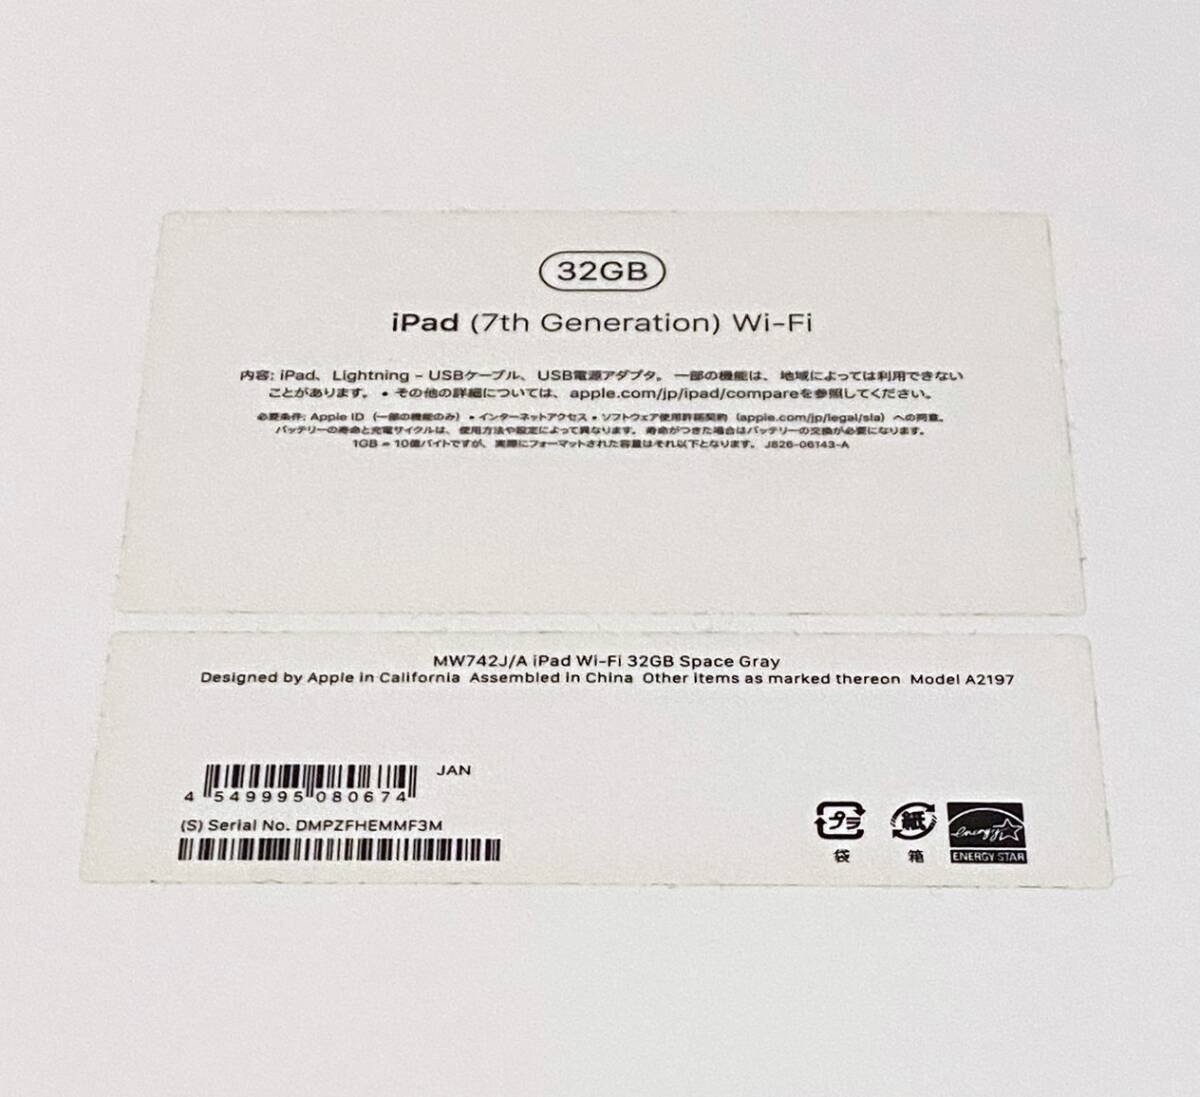 32GB
iPad (7th Generation) Wi-Fi
内容: iPad、Lightning - USBケーブル、USB電源アダプタ。一部の機能は、地域によっては利用できない
ことがあります。• その他の詳細については、apple.com/jp/ipad/compareを参照してください。
必要条件: Apple ID（一部の機能のみ）• インターネットアクセス • ソフトウェア使用許諾契約（apple.com/jp/legal/sla）への同意。
バッテリーの寿命と充電サイクルは、使用方法や設定によって異なります。寿命がつきた場合はバッテリーの交換が必要になります。
1GB = 10億バイトですが、実際にフォーマットされた容量はそれ以下となります。J826-06143-A
MW742J/A iPad Wi-Fi 32GB Space Gray
Designed by Apple in California Assembled in China Other items as marked thereon Model A2197
JAN
4 549995 080674
(S) Serial No. DMPZFHEMMF3M
プラ
袋
紙
箱
energy
ENERGY STAR